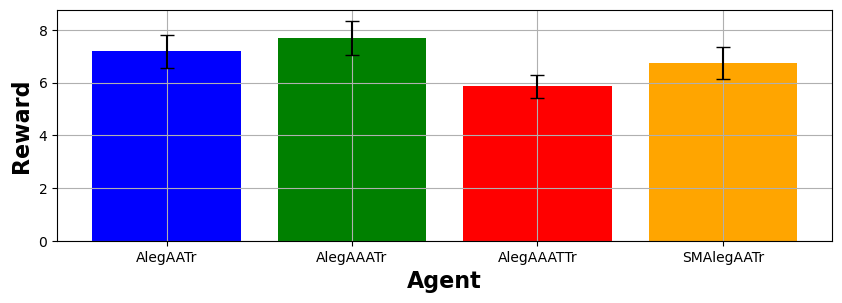 Reward
8
6
4
2
0
AlegAATr
AlegAAATr
AlegAAATTr
SMAlegAATr
Agent